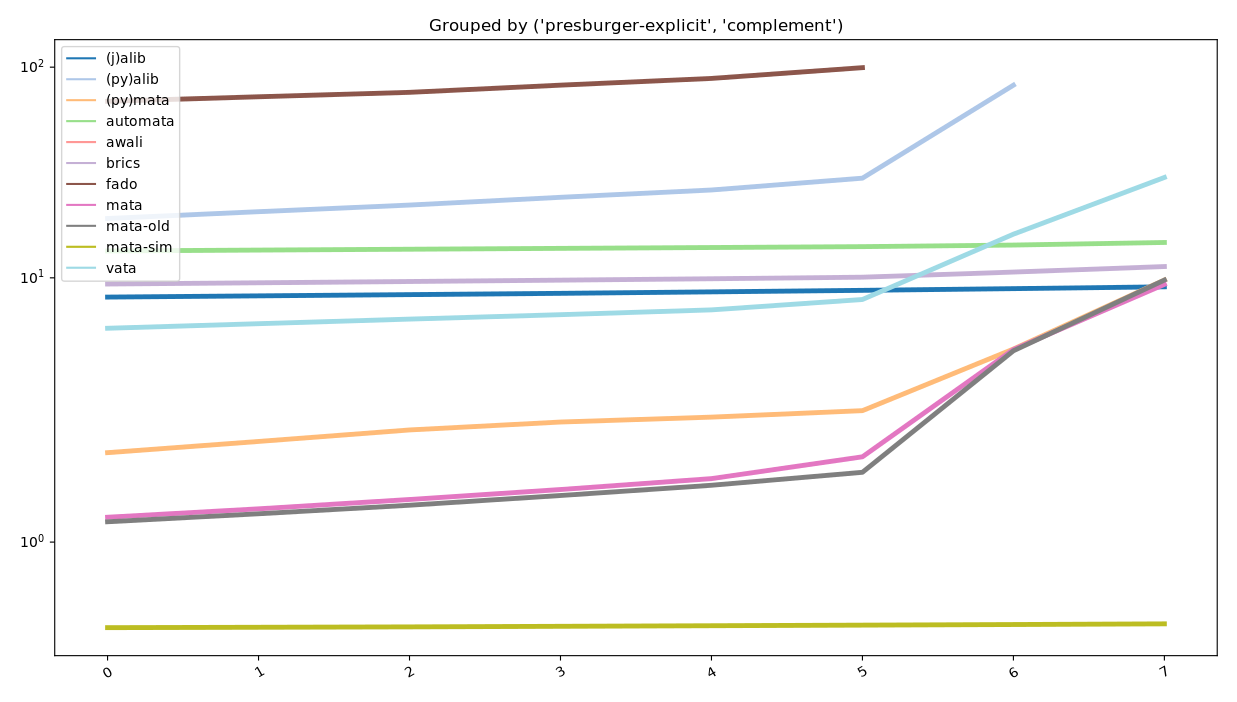 Grouped by ('presburger-explicit', 'complement')
10²
10¹
10⁰
(j)alib
(py)alib
(py)mata
automata
awali
brics
fado
mata
mata-old
mata-sim
vata
0
1
2
3
4
5
6
7